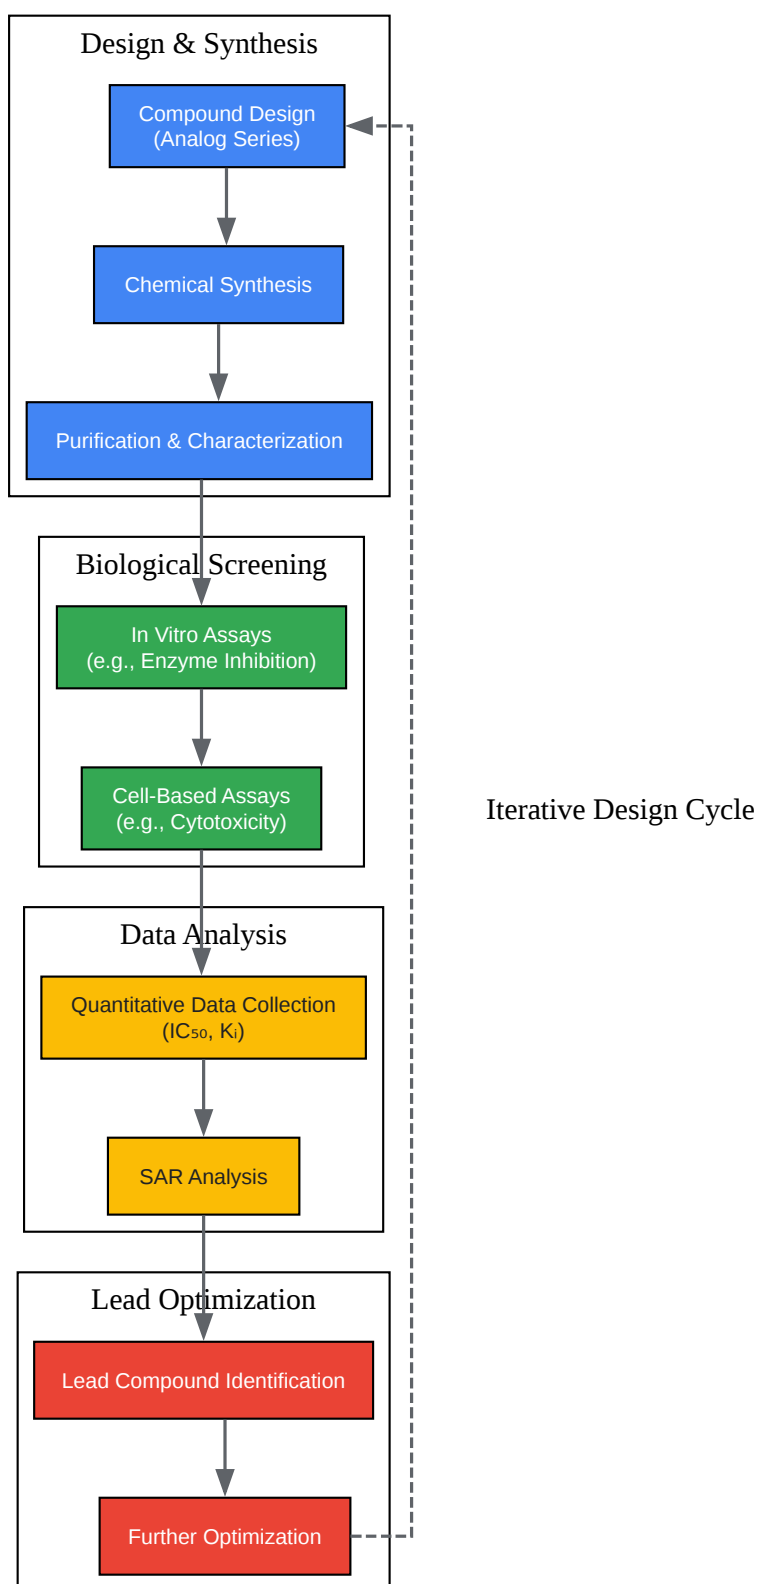 Design & Synthesis
Compound Design
(Analog Series)
Chemical Synthesis
Purification & Characterization
Biological Screening
In Vitro Assays
(e.g., Enzyme Inhibition)
Cell-Based Assays
(e.g., Cytotoxicity)
Iterative Design Cycle
Data Analysis
Quantitative Data Collection
(IC₅₀, Kᵢ)
SAR Analysis
Lead Optimization
Lead Compound Identification
Further Optimization